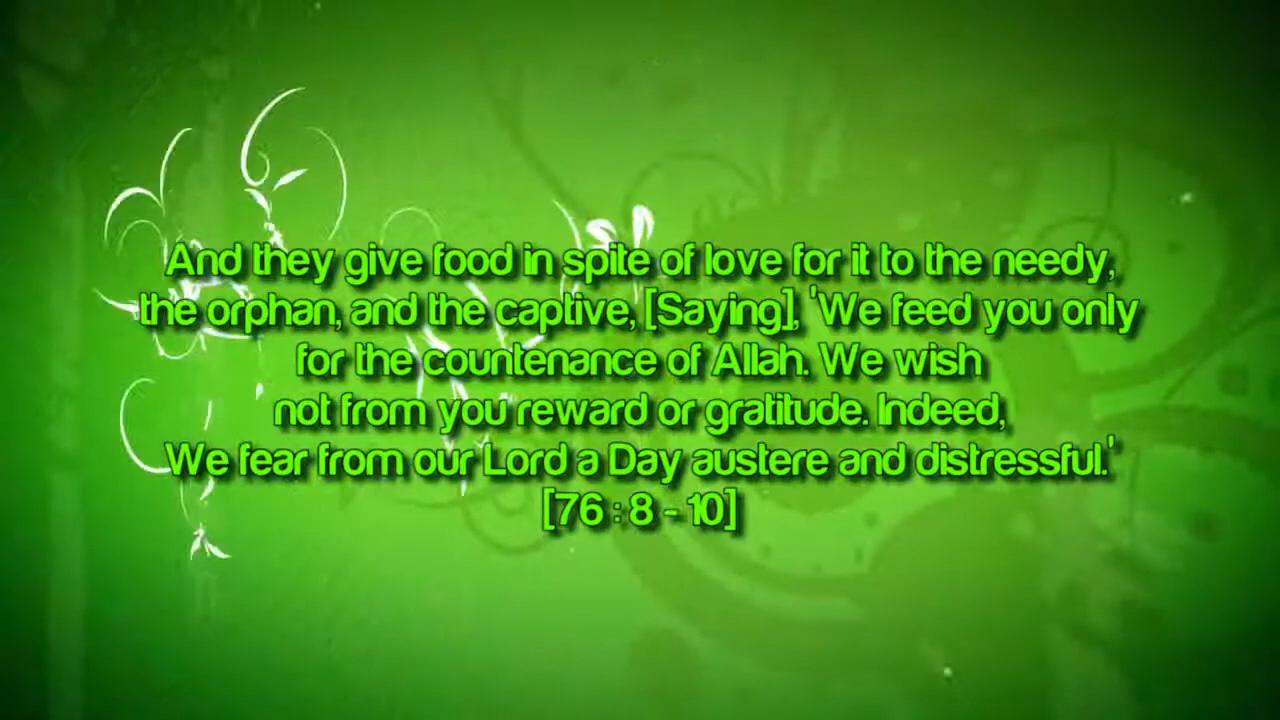 And they give food in spite of love for it to the needy,
the orphan, and the captive, [Saying], 'We feed you only
for the countenance of Allah. We wish
not from you reward or gratitude. Indeed,
We fear from our Lord a Day austere and distressful.'
[76 : 8 - 10]